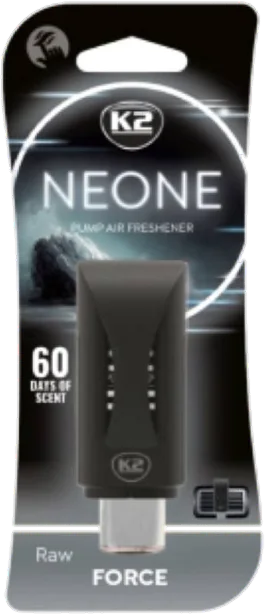 K2
NEONE
PUMP AIR FRESHENER
60
DAYS OF
SCENT
K2
Raw
FORCE